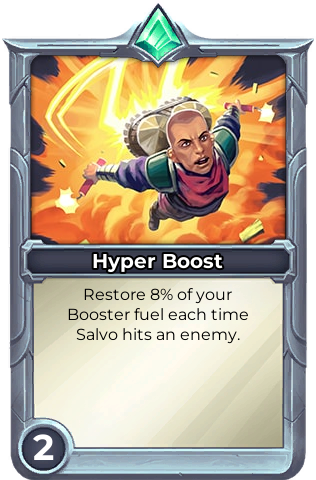 Hyper Boost
Restore 8% of your
Booster fuel each time
Salvo hits an enemy.
2